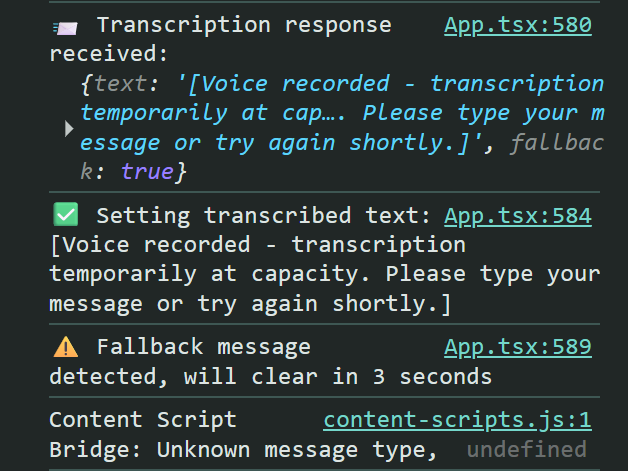 📨 Transcription response App.tsx:580
received:
{text: '[Voice recorded - transcription
temporarily at cap…. Please type your m
essage or try again shortly.]', fallbac
k: true}
✅ Setting transcribed text: App.tsx:584
[Voice recorded - transcription
temporarily at capacity. Please type your
message or try again shortly.]
⚠️ Fallback message App.tsx:589
detected, will clear in 3 seconds
Content Script content-scripts.js:1
Bridge: Unknown message type, undefined